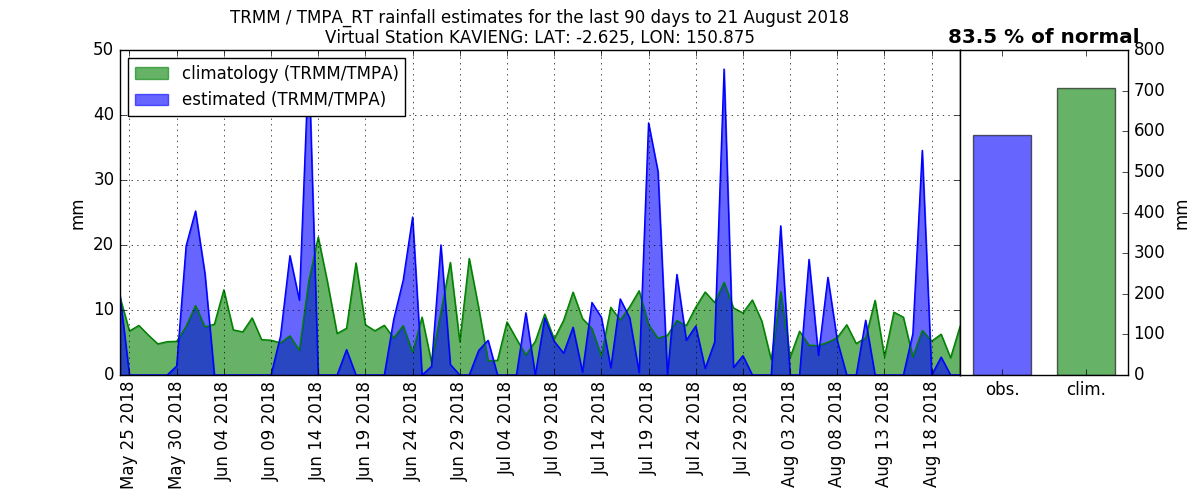 TRMM / TMPA_RT rainfall estimates for the last 90 days to 21 August 2018
Virtual Station KAVIENG: LAT: -2.625, LON: 150.875
83.5 % of normal
climatology (TRMM/TMPA)
estimated (TRMM/TMPA)
50
40
30
20
10
0
mm
May 25 2018
May 30 2018
Jun 04 2018
Jun 09 2018
Jun 14 2018
Jun 19 2018
Jun 24 2018
Jun 29 2018
Jul 04 2018
Jul 09 2018
Jul 14 2018
Jul 19 2018
Jul 24 2018
Jul 29 2018
Aug 03 2018
Aug 08 2018
Aug 13 2018
Aug 18 2018
obs.
clim.
800
700
600
500
400
300
200
100
0
mm